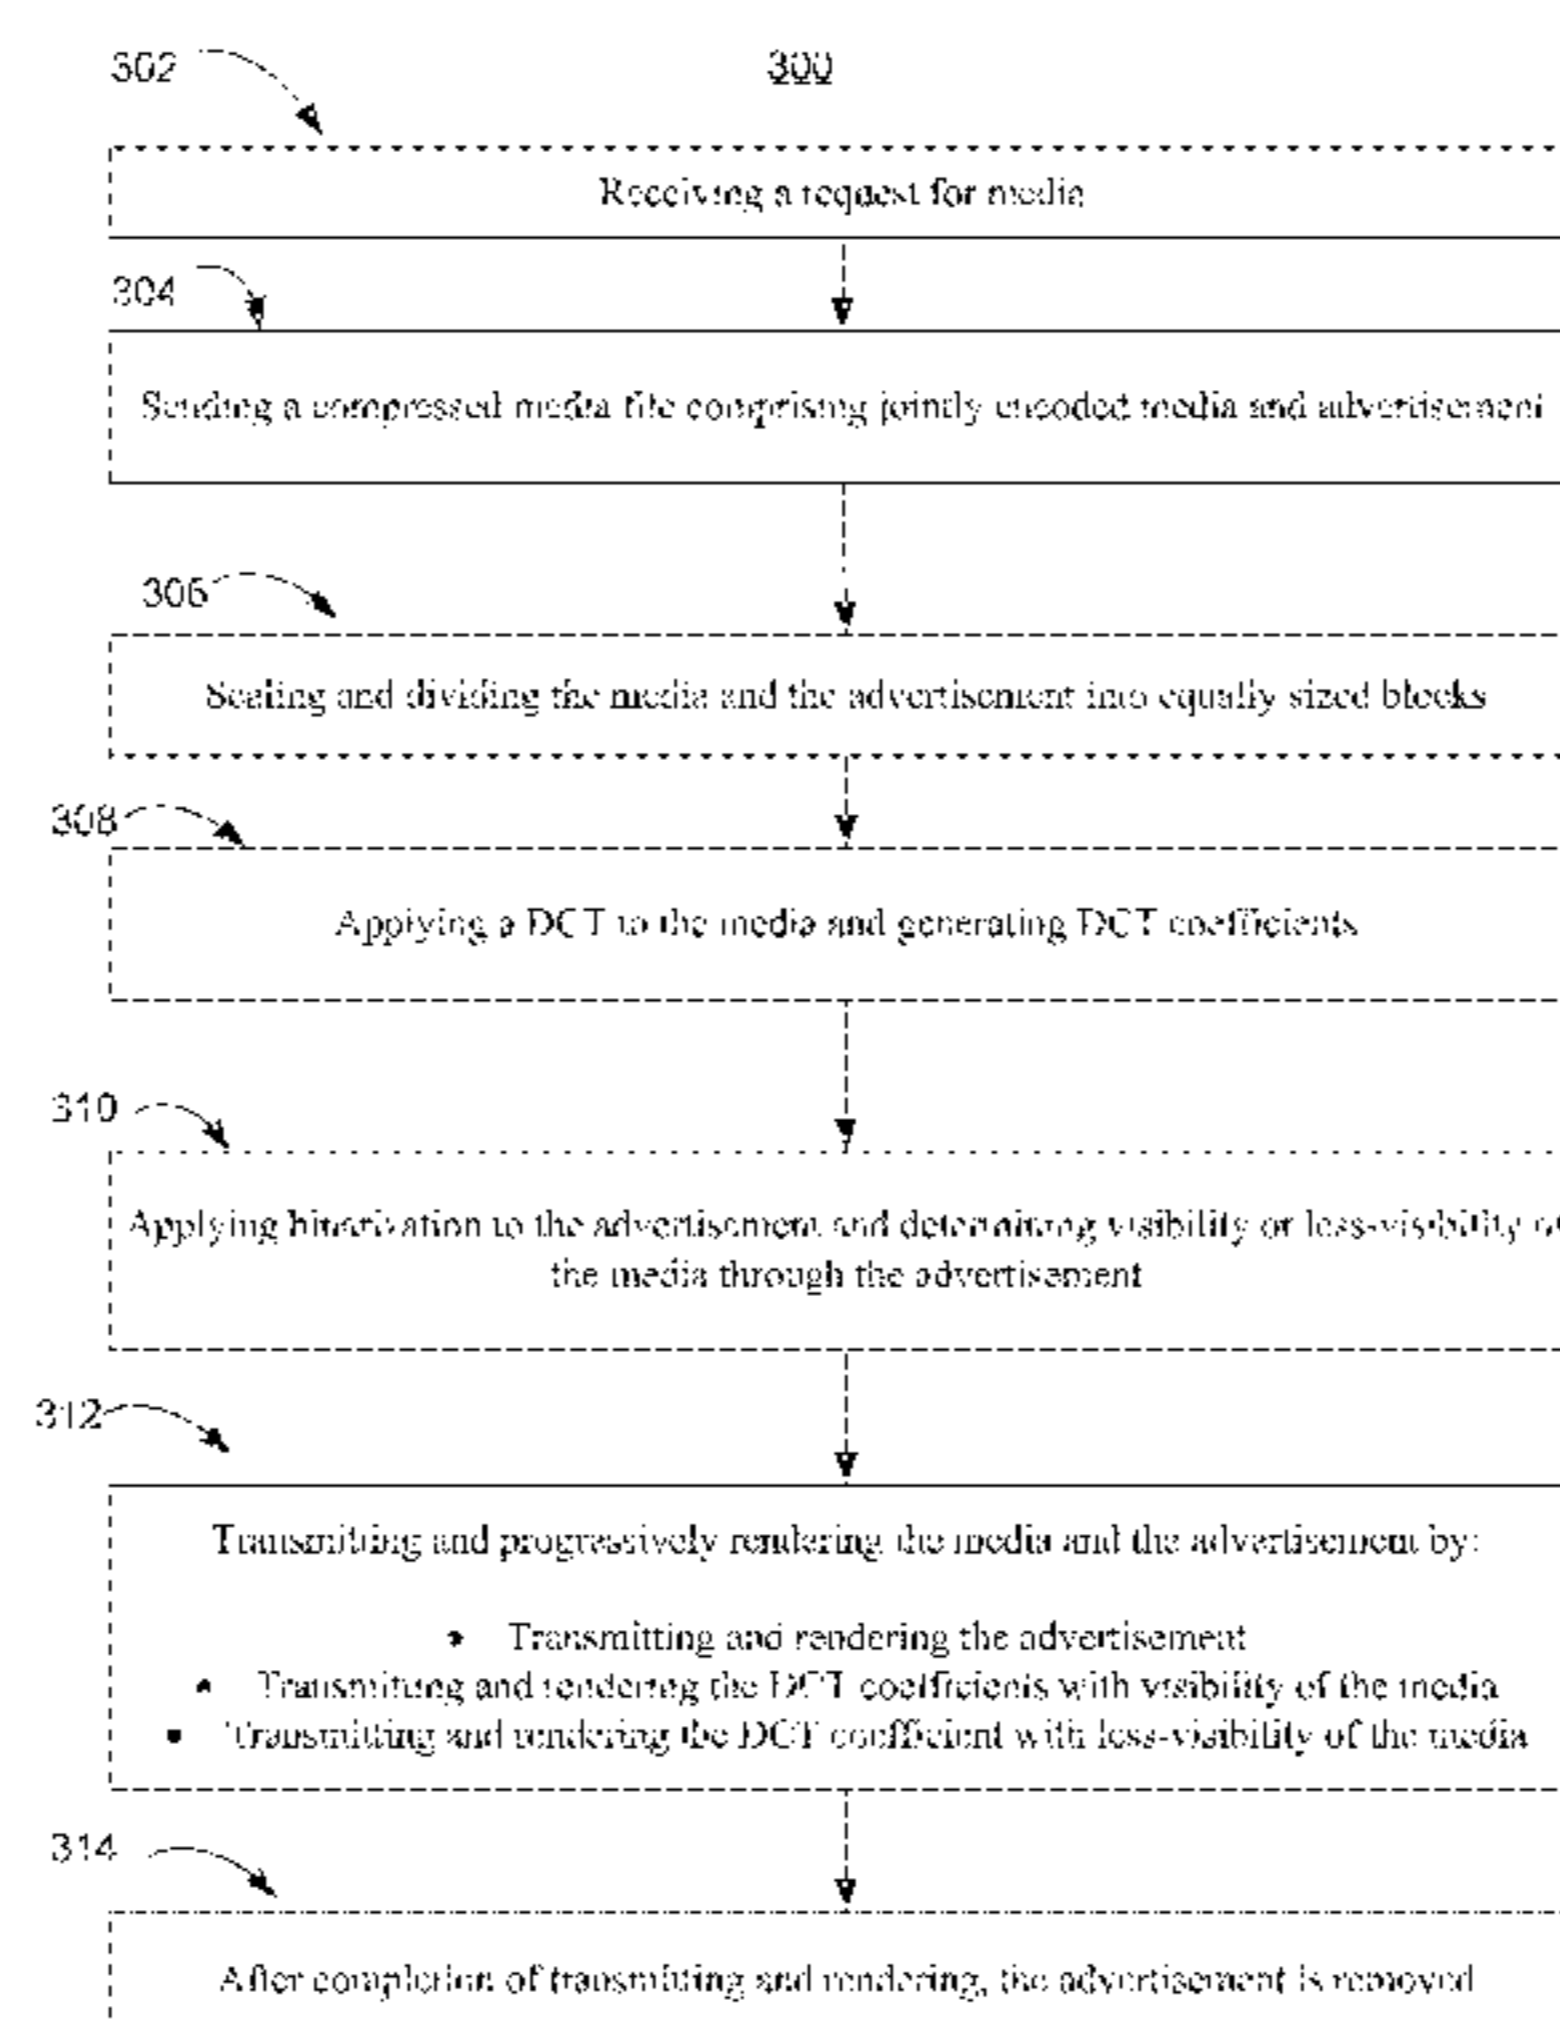 302
300
Receiving a request for media
304
Sending a compressed media file comprising jointly encoded media and advertisement
306
Scaling and dividing the media and the advertisement into equally sized blocks
308
Applying a DCT to the media and generating DCT coefficients
310
Applying binarization to the advertisement and determining visibility or less-visibility of
the media through the advertisement
312
Transmitting and progressively rendering the media and the advertisement by:
• Transmitting and rendering the advertisement
• Transmitting and rendering the DCT coefficients with visibility of the media
• Transmitting and rendering the DCT coefficient with less-visibility of the media
314
After completion of transmitting and rendering, the advertisement is removed